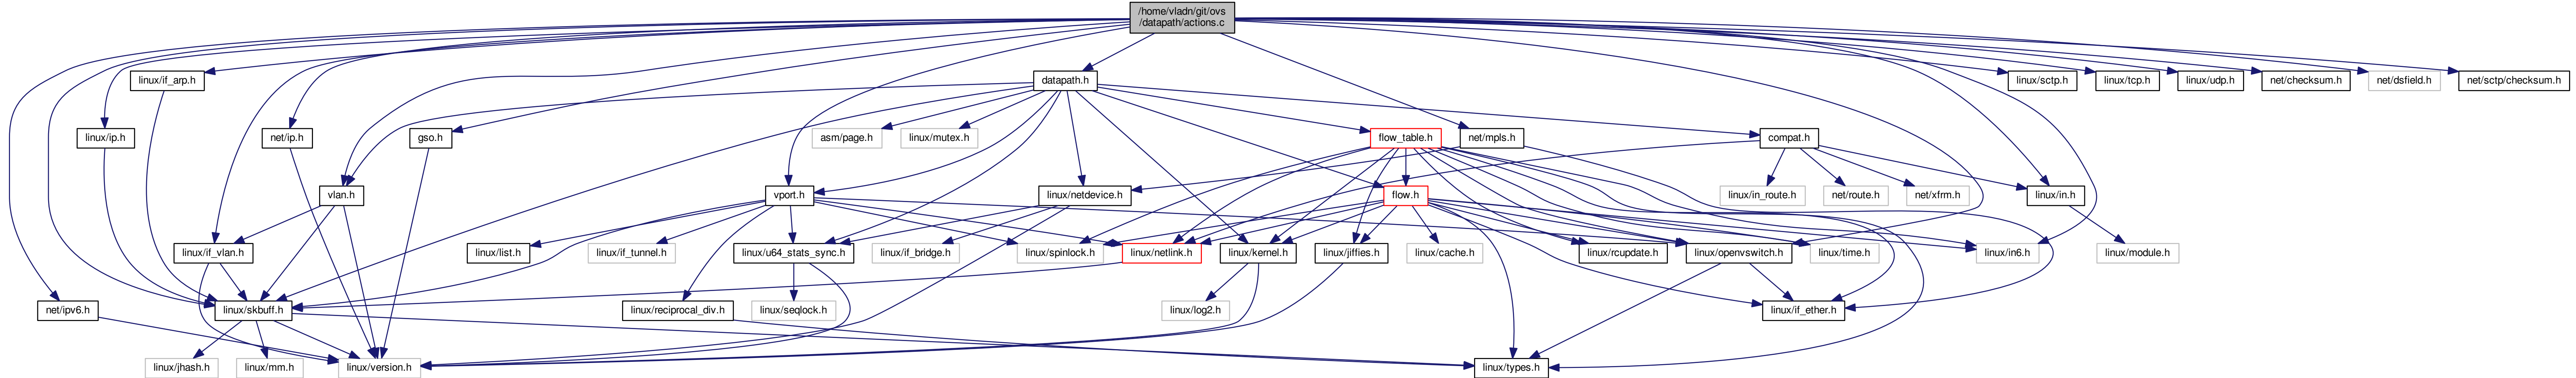 /home/vladn/git/ovs
/datapath/actions.c
linux/if_arp.h
datapath.h
linux/sctp.h
linux/tcp.h
linux/udp.h
net/checksum.h
net/dsfield.h
net/sctp/checksum.h
linux/ip.h
net/ip.h
gso.h
asm/page.h
linux/mutex.h
flow_table.h
net/mpls.h
compat.h
vlan.h
vport.h
linux/netdevice.h
flow.h
linux/in_route.h
net/route.h
net/xfrm.h
linux/in.h
linux/if_vlan.h
linux/list.h
linux/if_tunnel.h
linux/u64_stats_sync.h
linux/if_bridge.h
linux/spinlock.h
linux/netlink.h
linux/kernel.h
linux/jiffies.h
linux/cache.h
linux/rcupdate.h
linux/openvswitch.h
linux/time.h
linux/in6.h
linux/module.h
net/ipv6.h
linux/skbuff.h
linux/reciprocal_div.h
linux/seqlock.h
linux/log2.h
linux/if_ether.h
linux/jhash.h
linux/mm.h
linux/version.h
linux/types.h